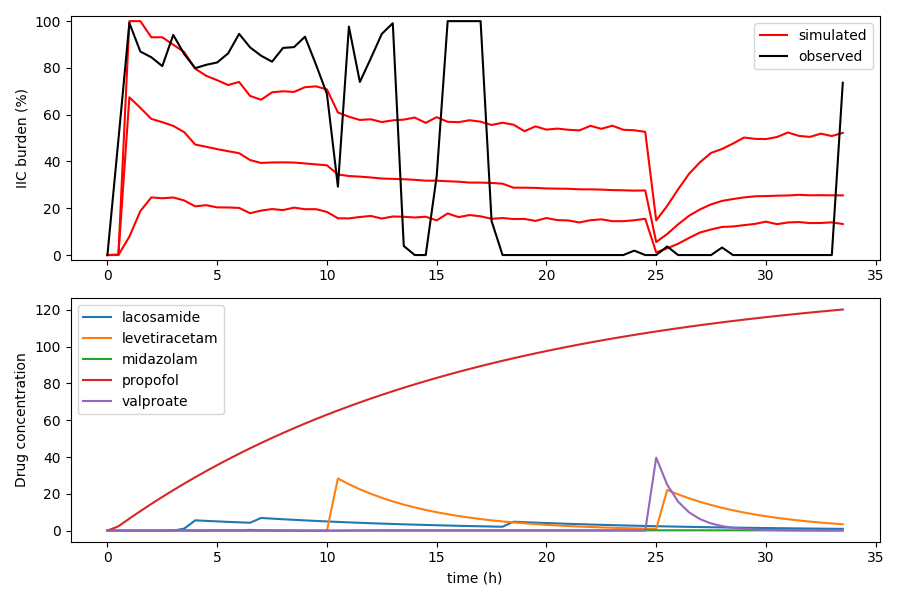 100
80
60
40
20
0
IIC burden (%)
simulated
observed
0 5 10 15 20 25 30 35
120
100
80
60
40
20
0
Drug concentration
lacosamide
levetiracetam
midazolam
propofol
valproate
0 5 10 15 20 25 30 35
time (h)